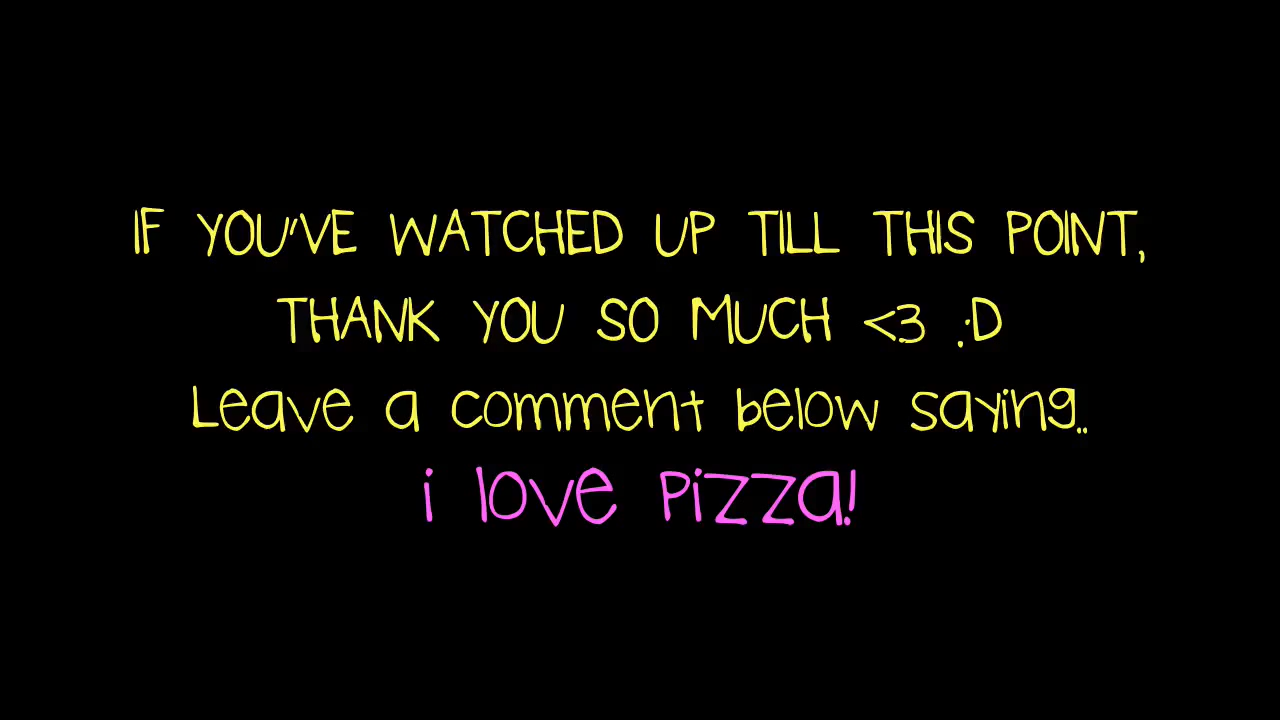 IF YOU'VE WATCHED UP TILL THIS POINT,
THANK YOU SO MUCH <3 :D
Leave a comment below saying..
i love pizza!